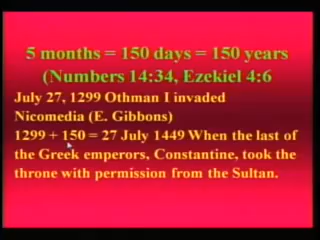 5 months = 150 days = 150 years
(Numbers 14:34, Ezekiel 4:6
July 27, 1299 Othman I invaded
Nicomedia (E. Gibbons)
1299 + 150 = 27 July 1449 When the last of
the Greek emperors, Constantine, took the
throne with permission from the Sultan.